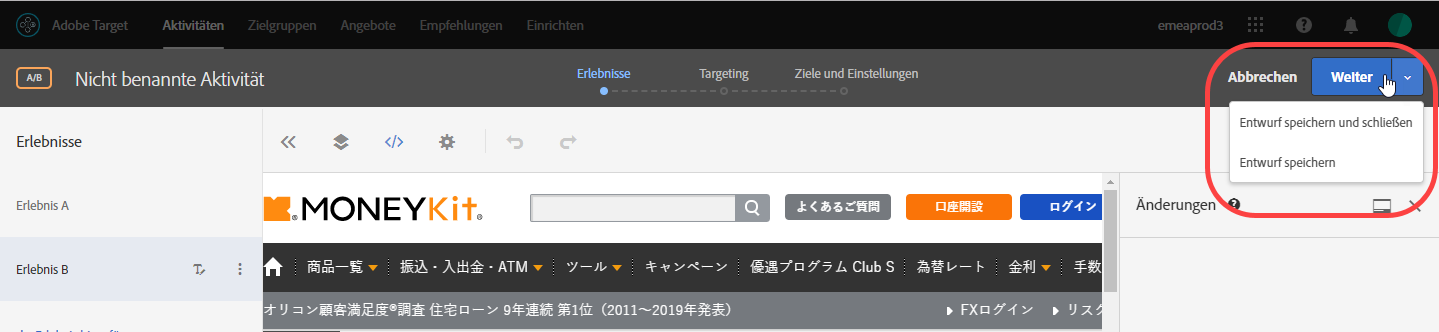 Adobe Target Aktivitäten Zielgruppen Angebote Empfehlungen Einrichten emeaprod3
A/B Nicht benannte Aktivität Erlebnisse Targeting Ziele und Einstellungen Abbrechen Weiter
Entwurf speichern und schließen
Entwurf speichern
Erlebnisse
Erlebnis A
Erlebnis B
Änderungen
MONEYKit
よくあるご質問 口座開設 ログイン
商品一覧 振込・入出金・ATM ツール キャンペーン 優遇プログラム Club S 為替レート 金利 手数
オリコン顧客満足度®調査 住宅ローン 9年連続 第1位（2011～2019年発表） FXログイン リスク